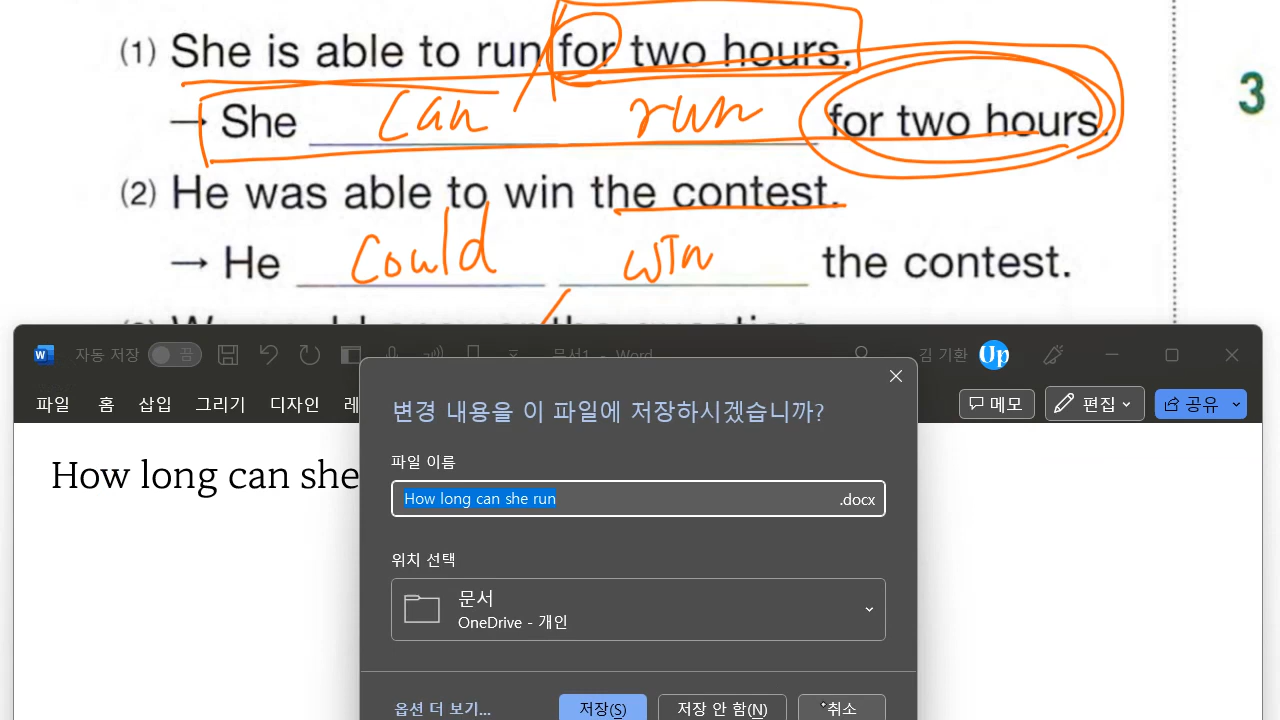 (1) She is able to run for two hours.
→ She can run for two hours.
3
(2) He was able to win the contest.
→ He could win the contest.
자동 저장 끔 문서1 - Word 김 기환 Up
파일 홈 삽입 그리기 디자인 레 메모 편집 공유
How long can she
변경 내용을 이 파일에 저장하시겠습니까?
파일 이름
How long can she run .docx
위치 선택
문서
OneDrive - 개인
옵션 더 보기... 저장(S) 저장 안 함(N) 취소